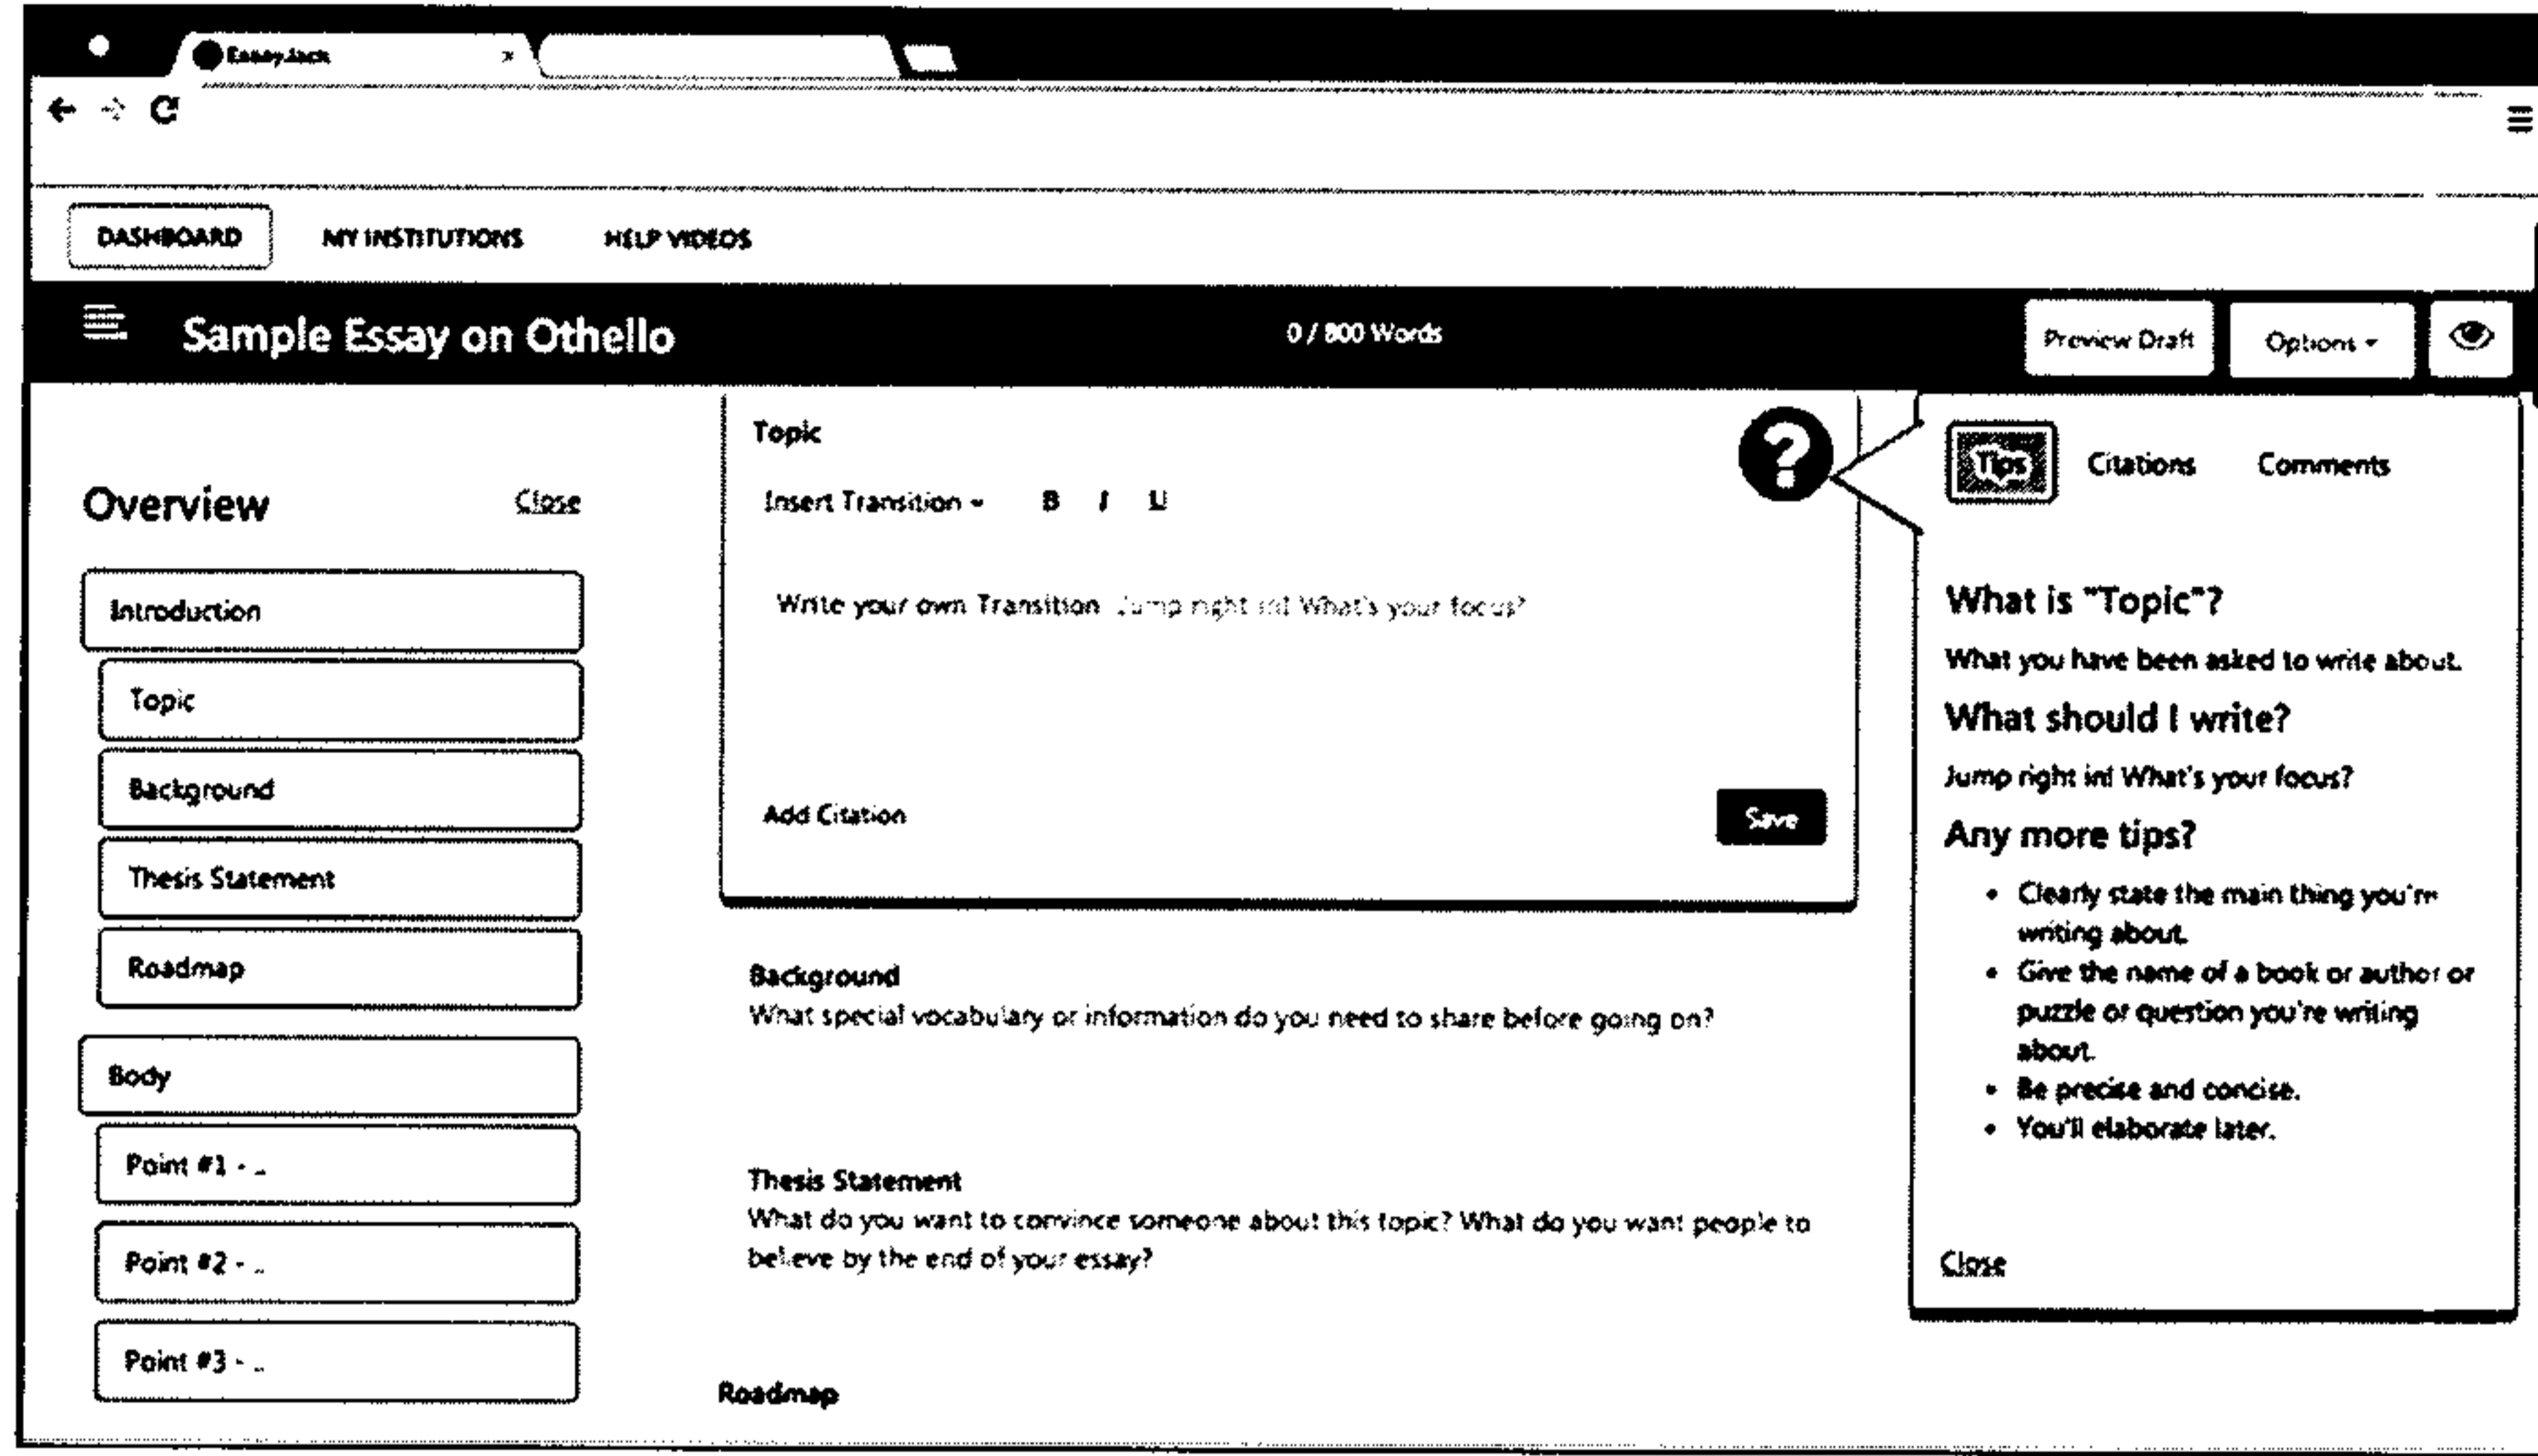 EssayJack
DASHBOARD MY INSTITUTIONS HELP VIDEOS
Sample Essay on Othello 0 / 800 Words Preview Draft Options
Overview Close
Introduction
Topic
Background
Thesis Statement
Roadmap
Body
Point #1 - ..
Point #2 - ..
Point #3 - ..
Topic
Insert Transition B I U
Write your own Transition Jump right in! What's your focus?
Add Citation Save
Background
What special vocabulary or information do you need to share before going on?
Thesis Statement
What do you want to convince someone about this topic? What do you want people to
believe by the end of your essay?
Roadmap
?
Tips Citations Comments
What is "Topic"?
What you have been asked to write about.
What should I write?
Jump right in! What's your focus?
Any more tips?
• Clearly state the main thing you're
writing about.
• Give the name of a book or author or
puzzle or question you're writing
about.
• Be precise and concise.
• You'll elaborate later.
Close